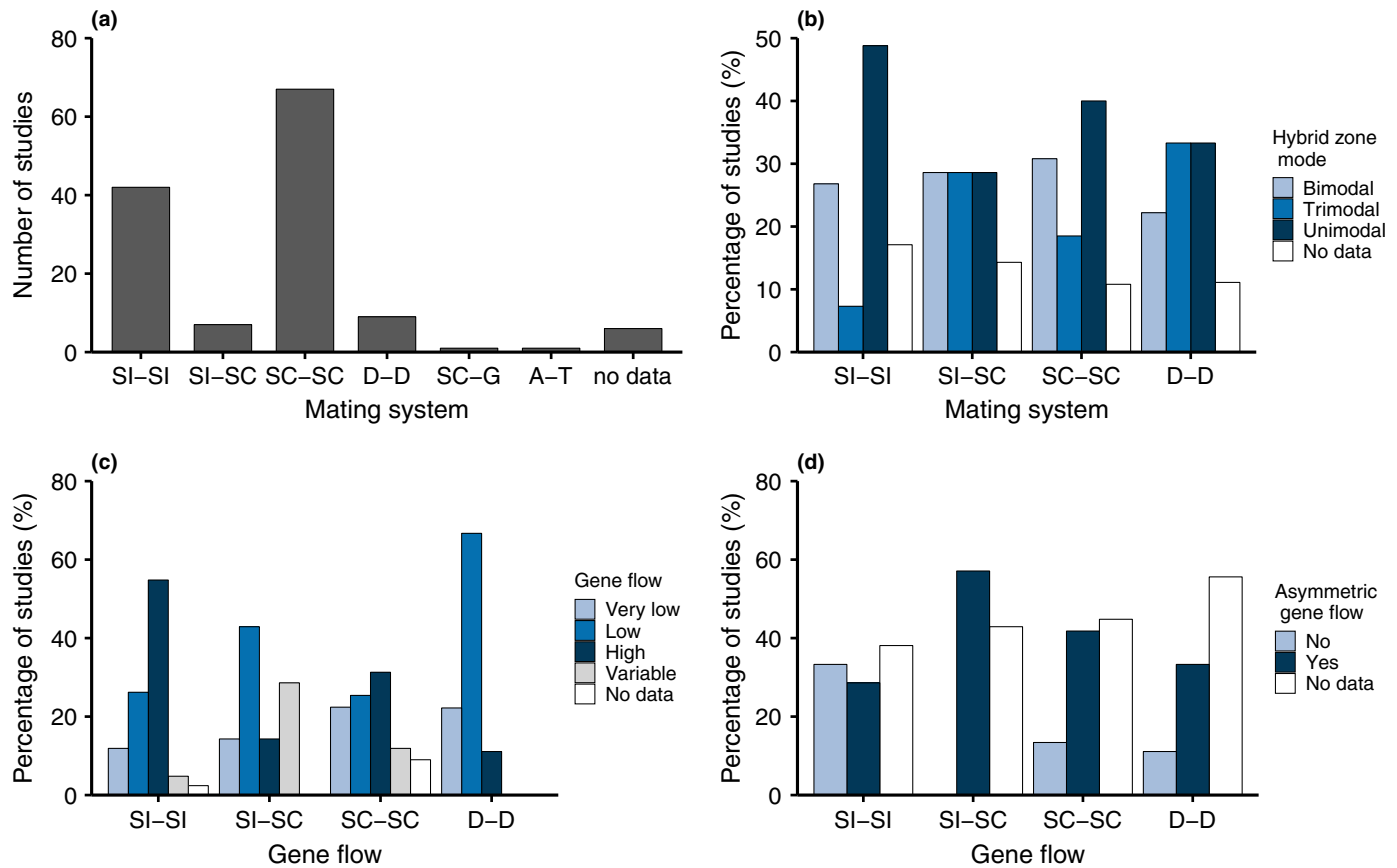 (a)
80
60
40
20
0
Number of studies
SI–SI SI–SC SC–SC D–D SC–G A–T no data
Mating system
(b)
50
40
30
20
10
0
Percentage of studies (%)
SI–SI SI–SC SC–SC D–D
Mating system
Hybrid zone
mode
Bimodal
Trimodal
Unimodal
No data
(c)
80
60
40
20
0
Percentage of studies (%)
SI–SI SI–SC SC–SC D–D
Gene flow
Gene flow
Very low
Low
High
Variable
No data
(d)
80
60
40
20
0
Percentage of studies (%)
SI–SI SI–SC SC–SC D–D
Gene flow
Asymmetric
gene flow
No
Yes
No data